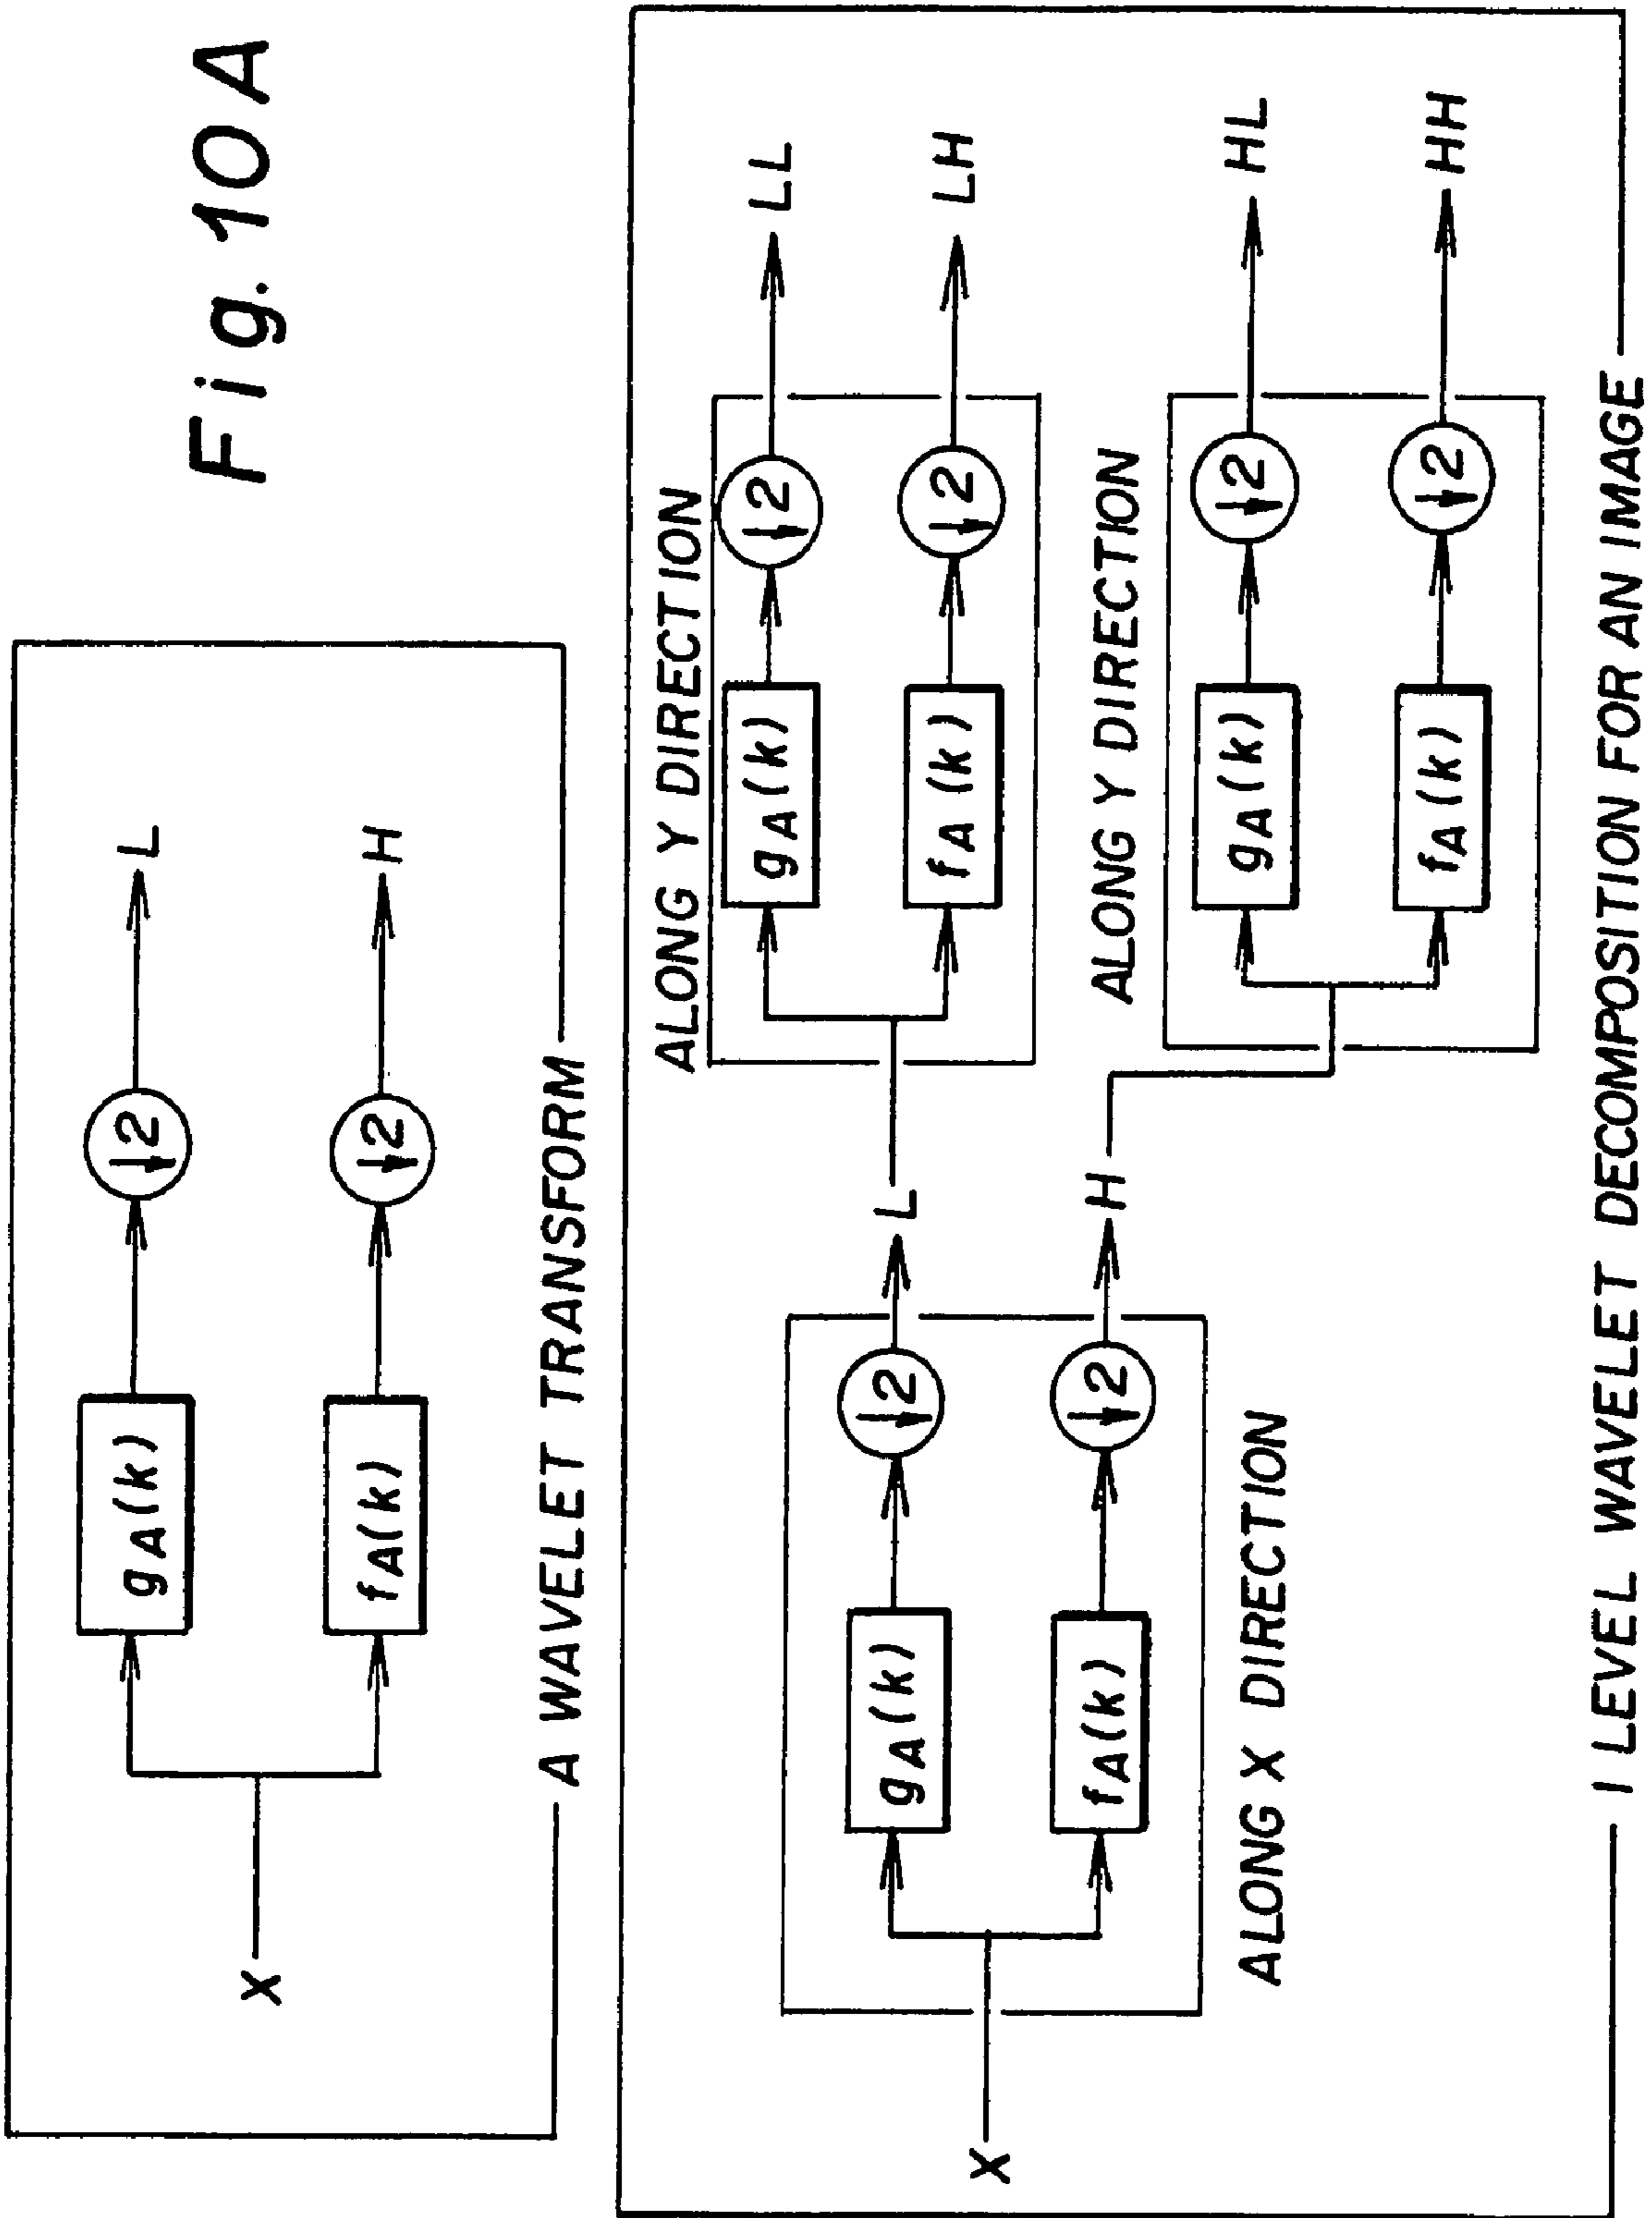 Fig. 10A
gA(k)
↓2
L
X
fA(k)
↓2
H
A WAVELET TRANSFORM
ALONG Y DIRECTION
gA(k)
↓2
LL
gA(k)
↓2
L
fA(k)
↓2
LH
X
fA(k)
↓2
H
ALONG Y DIRECTION
gA(k)
↓2
HL
ALONG X DIRECTION
fA(k)
↓2
HH
1 LEVEL WAVELET DECOMPOSITION FOR AN IMAGE